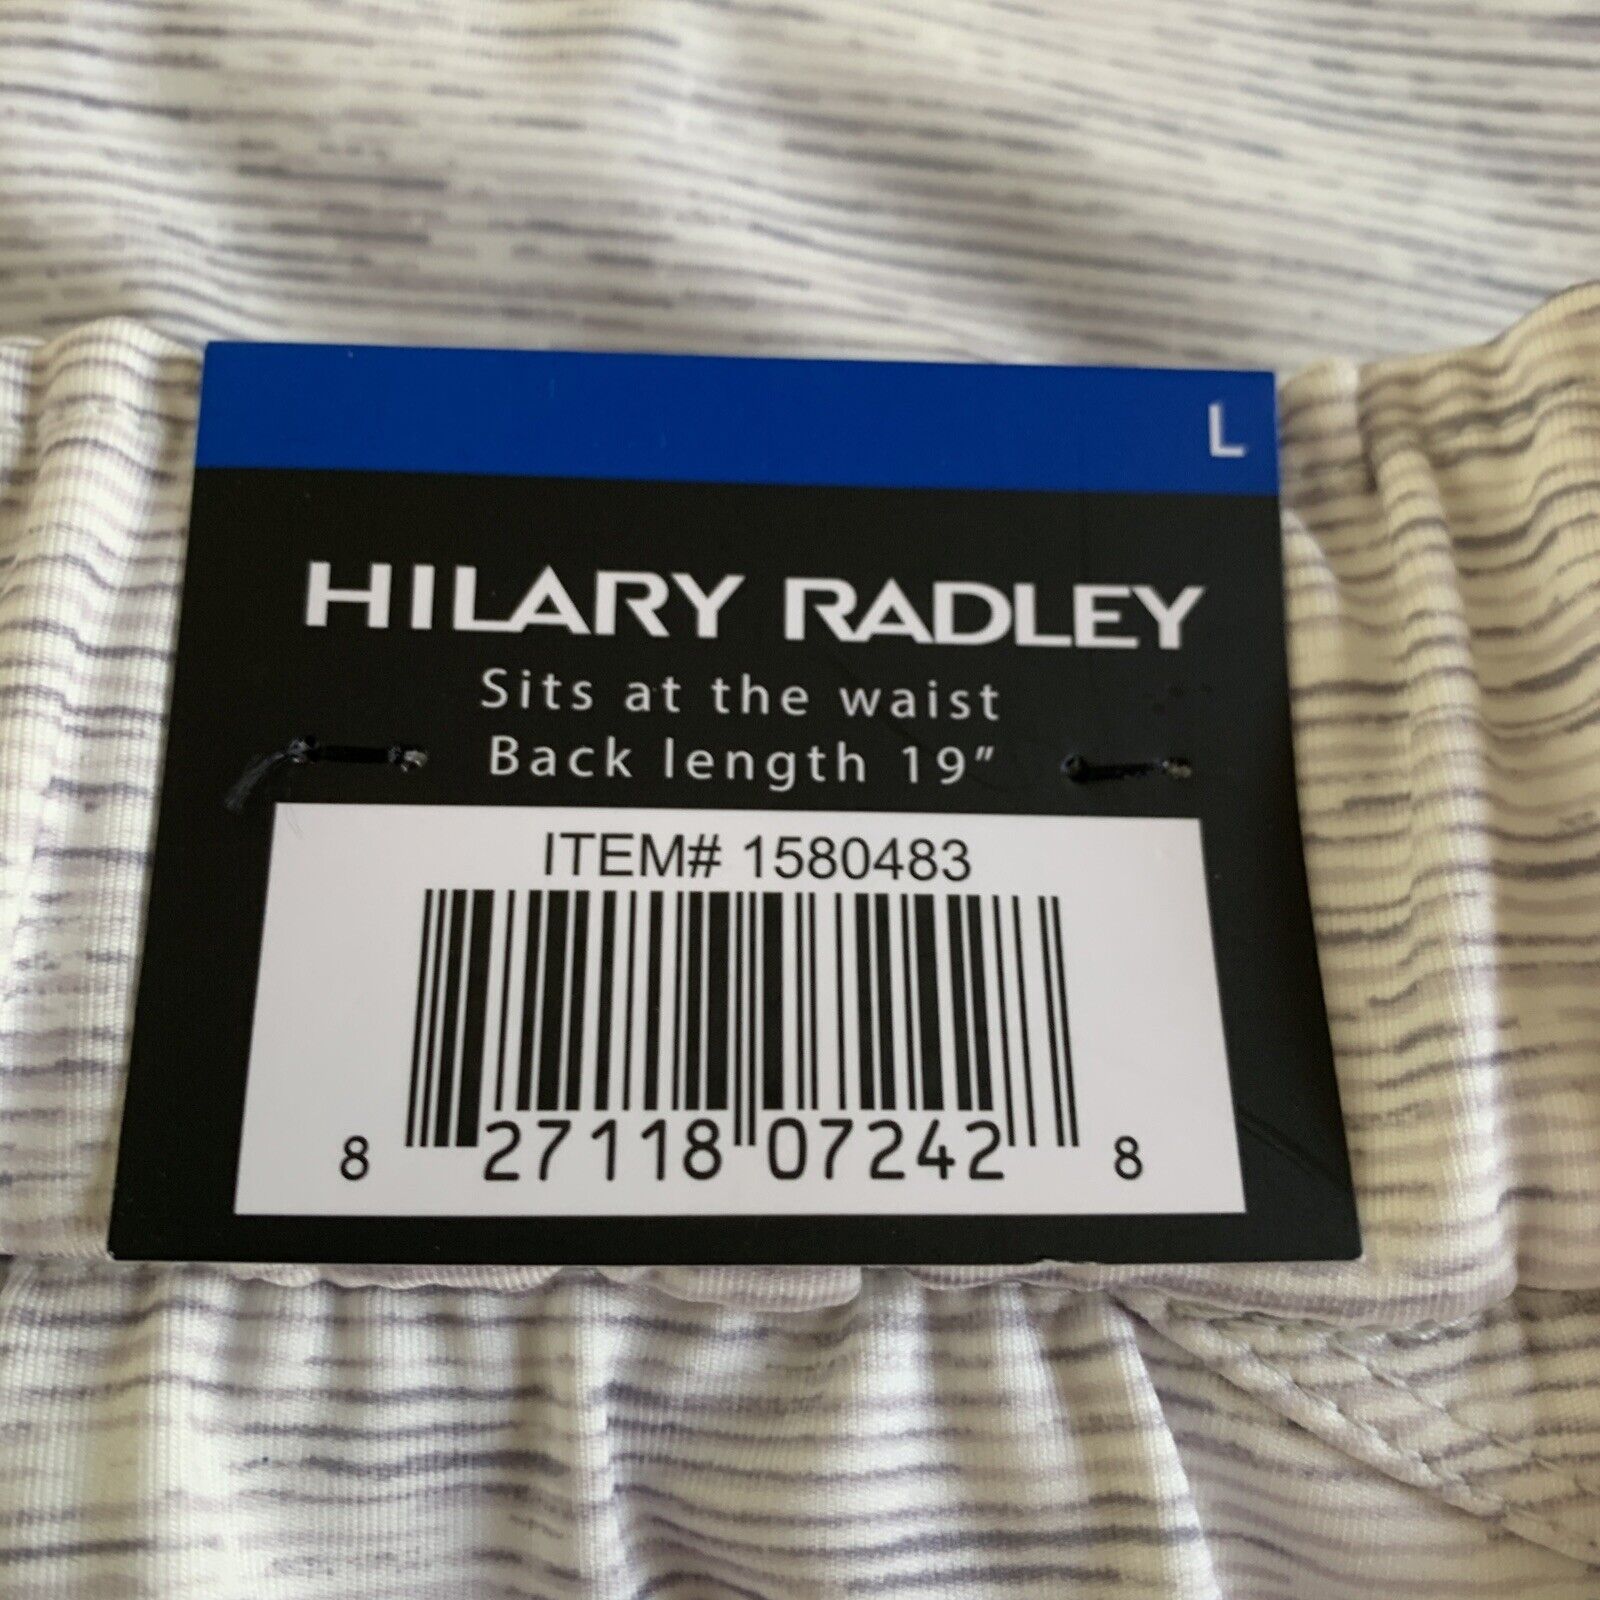 L
HILARY RADLEY
Sits at the waist
Back length 19”
ITEM# 1580483
8 27118 07242 8